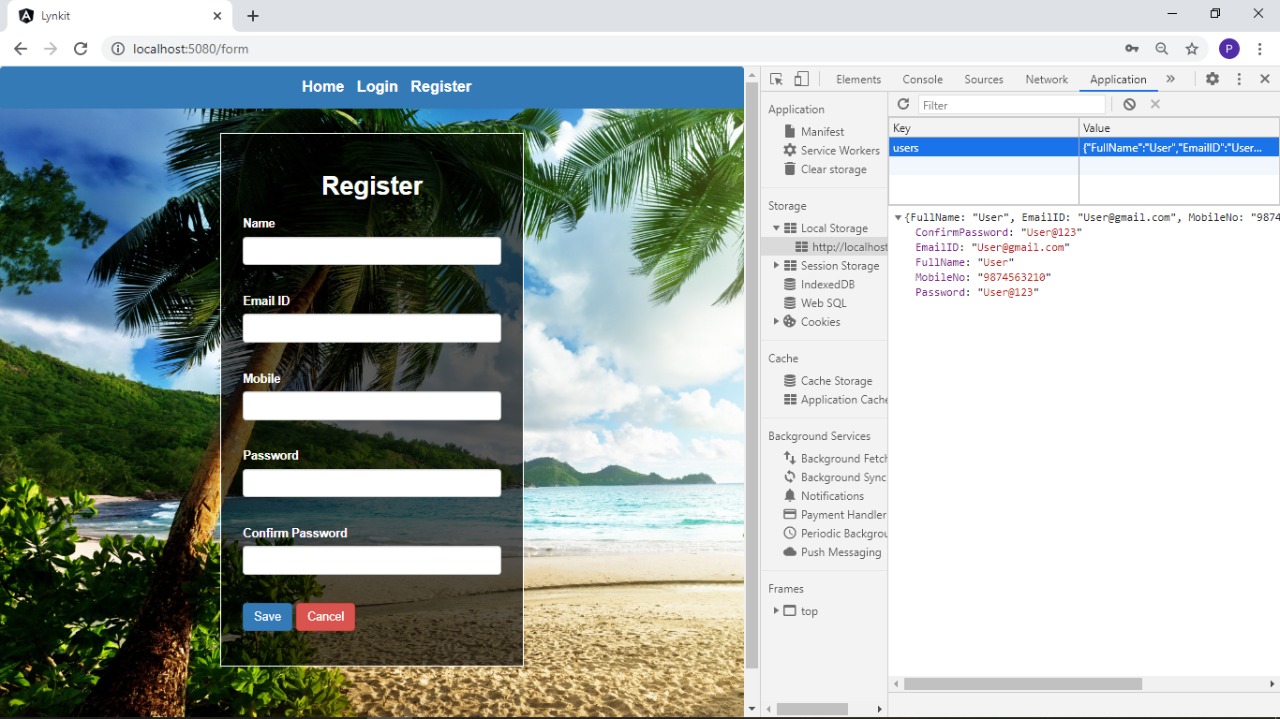 Lynkit
localhost:5080/form
P
Home Login Register
Register
Name
Email ID
Mobile
Password
Confirm Password
Save Cancel
Elements Console Sources Network Application »
Application
Manifest
Service Workers
Clear storage
Storage
Local Storage
http://localhost
Session Storage
IndexedDB
Web SQL
Cookies
Cache
Cache Storage
Application Cache
Background Services
Background Fetch
Background Sync
Notifications
Payment Handler
Periodic Backgrou
Push Messaging
Frames
top
Filter
Key Value
users {"FullName":"User","EmailID":"User...
{FullName: "User", EmailID: "User@gmail.com", MobileNo: "987
ConfirmPassword: "User@123"
EmailID: "User@gmail.com"
FullName: "User"
MobileNo: "9874563210"
Password: "User@123"